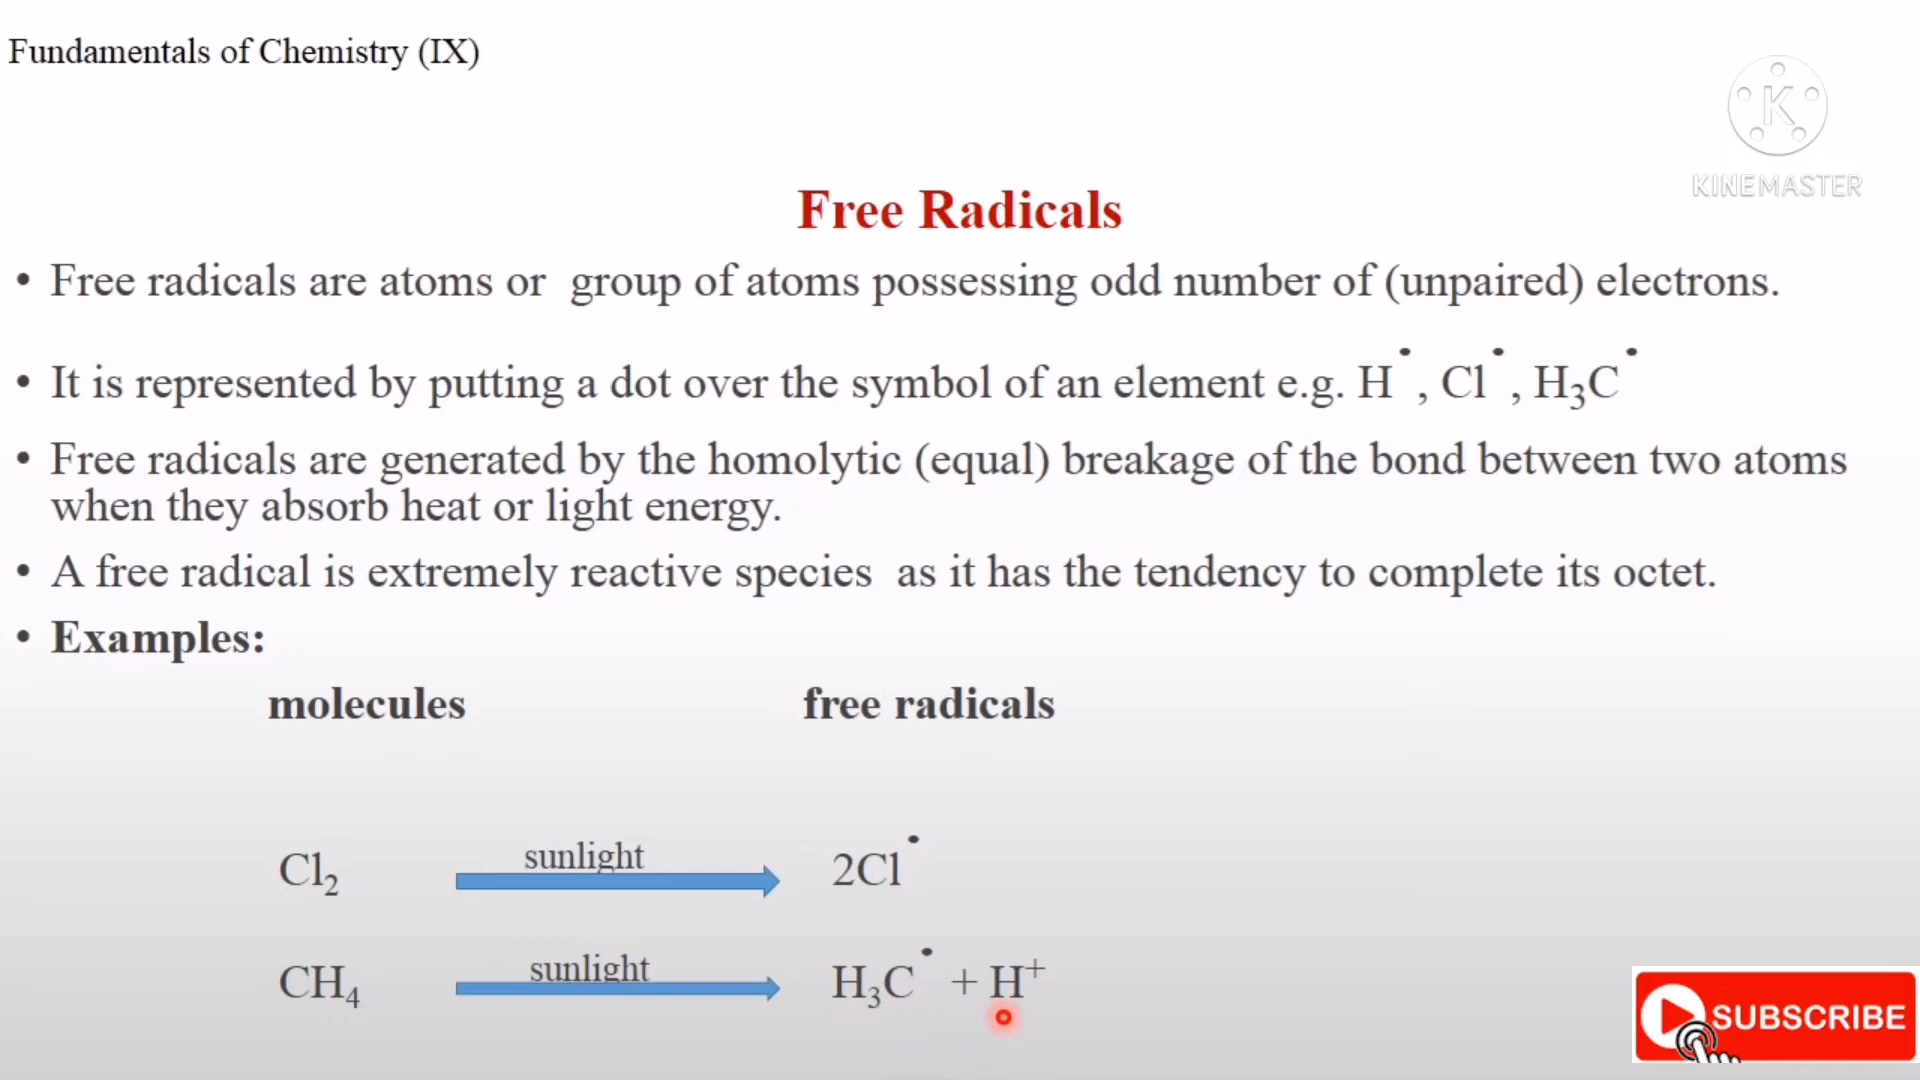 Fundamentals of Chemistry (IX)
KINEMASTER
Free Radicals
• Free radicals are atoms or group of atoms possessing odd number of (unpaired) electrons.
• It is represented by putting a dot over the symbol of an element e.g. H˙, Cl˙, H₃C˙
• Free radicals are generated by the homolytic (equal) breakage of the bond between two atoms
when they absorb heat or light energy.
• A free radical is extremely reactive species as it has the tendency to complete its octet.
• Examples:
molecules free radicals
Cl₂ sunlight 2Cl˙
CH₄ sunlight H₃C˙ + H⁺
SUBSCRIBE